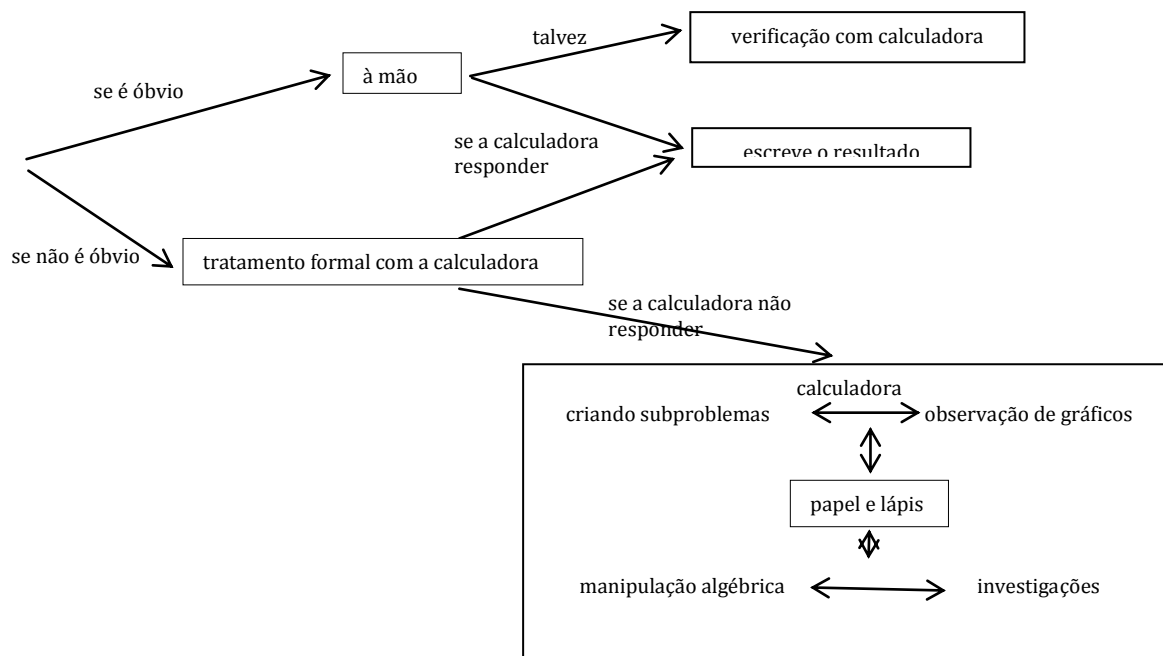 talvez
verificação com calculadora
à mão
se é óbvio
se a calculadora
responder
escreve o resultado
se não é óbvio
tratamento formal com a calculadora
se a calculadora não
responder
calculadora
criando subproblemas
observação de gráficos
papel e lápis
manipulação algébrica
investigações